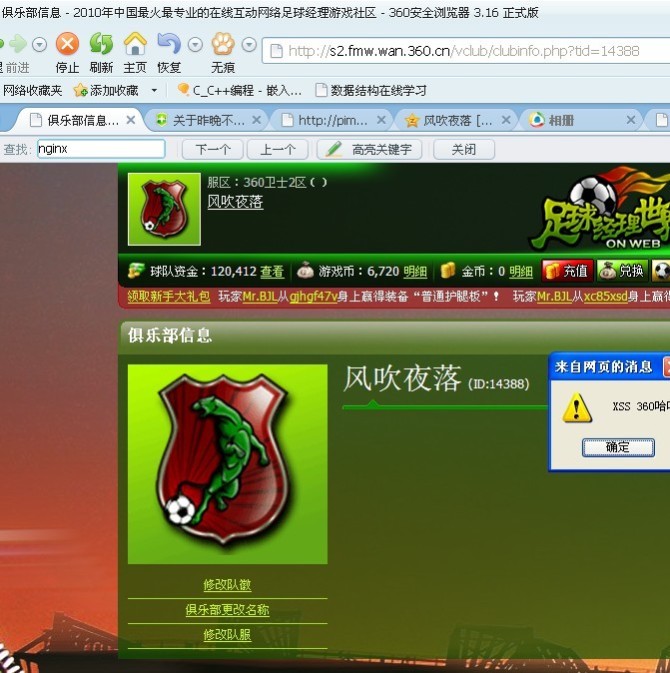 俱乐部信息 - 2010年中国最火最专业的在线互动网络足球经理游戏社区 - 360安全浏览器 3.16 正式版
前进 停止 刷新 主页 恢复 无痕 http://s2.fmw.wan.360.cn/vclub/clubinfo.php?tid=14388
网络收藏夹 添加收藏 C_C++编程 - 嵌入... 数据结构在线学习
俱乐部信息... 关于昨晚不... http://pim... 风吹夜落 [... 相册
查找: nginx 下一个 上一个 高亮关键字 关闭
服区：360卫士2区（ ）
风吹夜落
足球经理世界
ON WEB
球队资金：120,412 查看 游戏币：6,720 明细 金币：0 明细 充值 兑换
领取新手大礼包 玩家Mr.BJL从gjhgf47v身上赢得装备“普通护腿板”！ 玩家Mr.BJL从xc85xsd身上赢得
俱乐部信息
风吹夜落 (ID:14388)
来自网页的消息
XSS 360哈
确定
修改队徽
俱乐部更改名称
修改队服